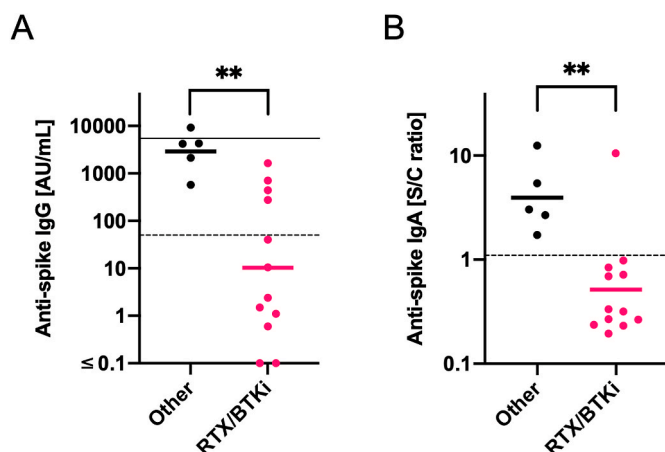 A
**
Anti-spike IgG [AU/mL]
10000
1000
100
10
1
≤ 0.1
Other
RTX/BTKi
B
**
Anti-spike IgA [S/C ratio]
10
1
0.1
Other
RTX/BTKi